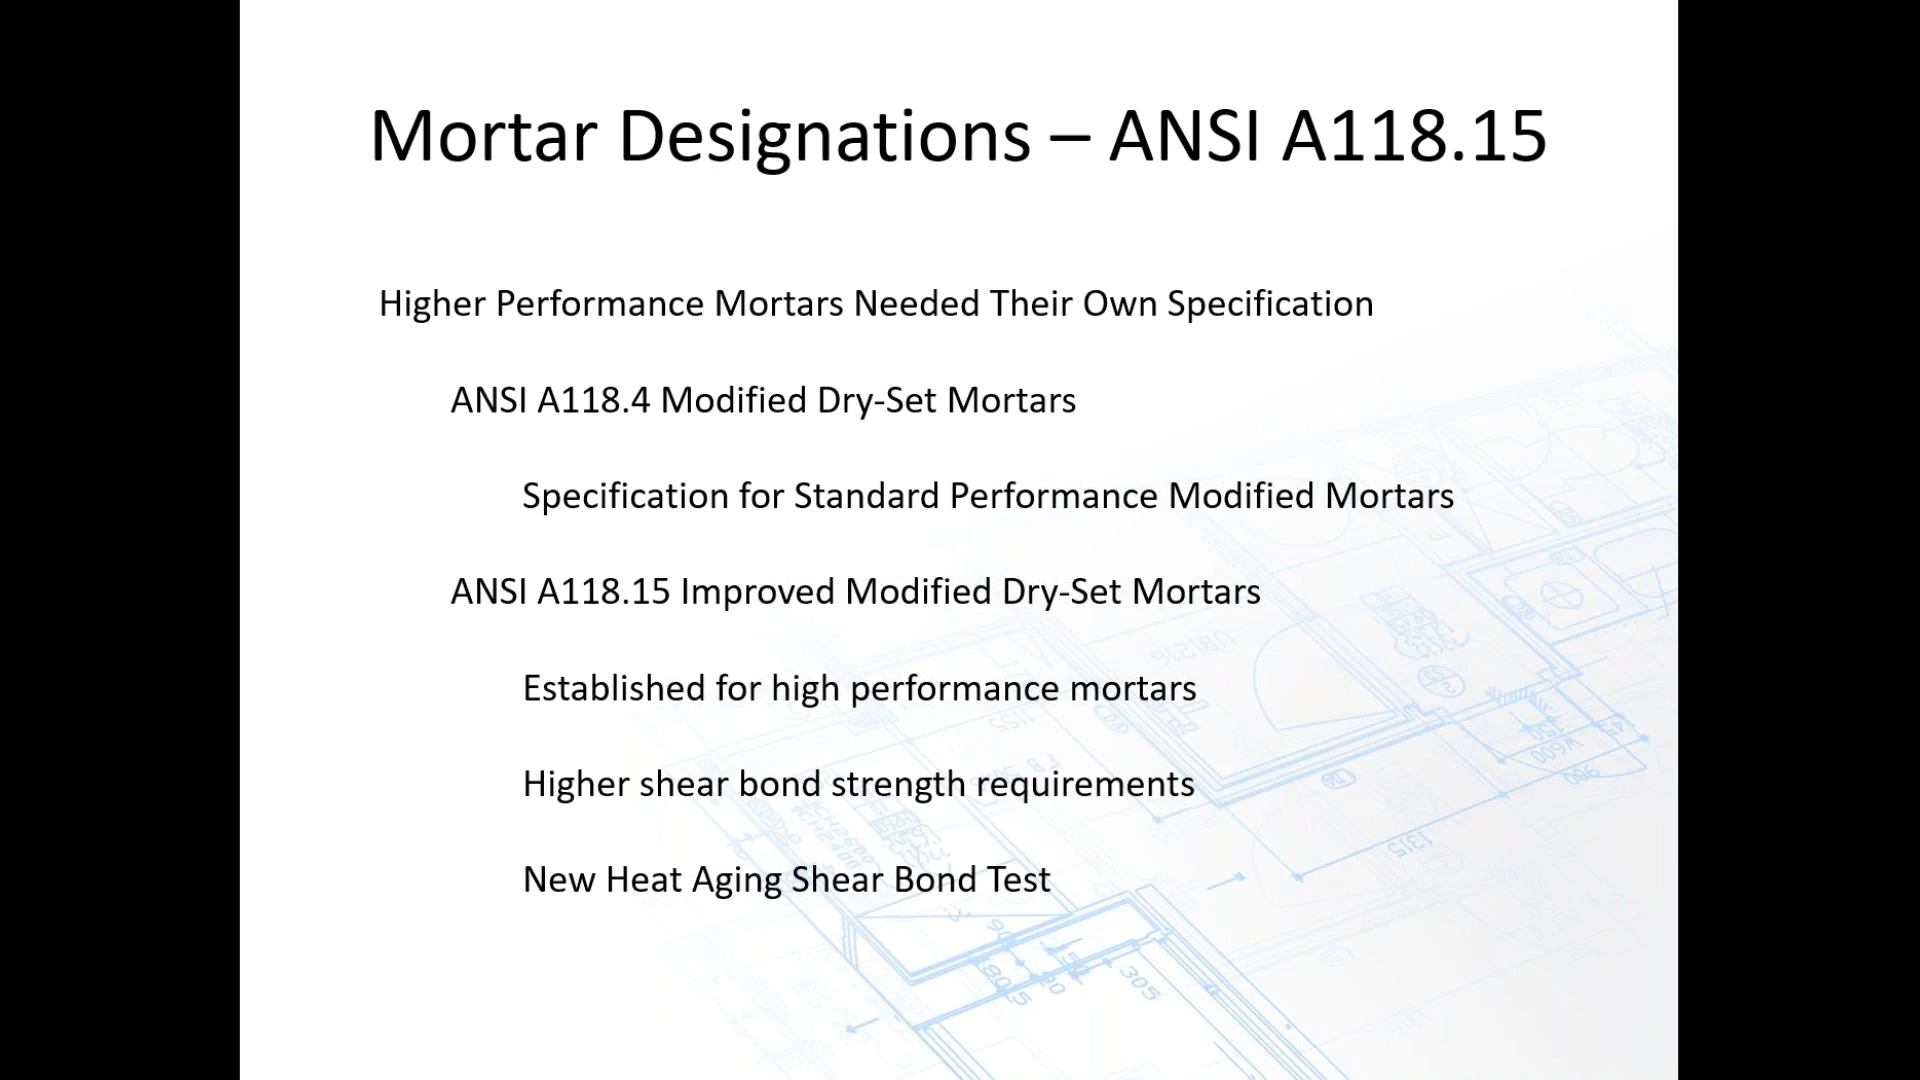 Mortar Designations – ANSI A118.15
Higher Performance Mortars Needed Their Own Specification
ANSI A118.4 Modified Dry-Set Mortars
Specification for Standard Performance Modified Mortars
ANSI A118.15 Improved Modified Dry-Set Mortars
Established for high performance mortars
Higher shear bond strength requirements
New Heat Aging Shear Bond Test
1315
305